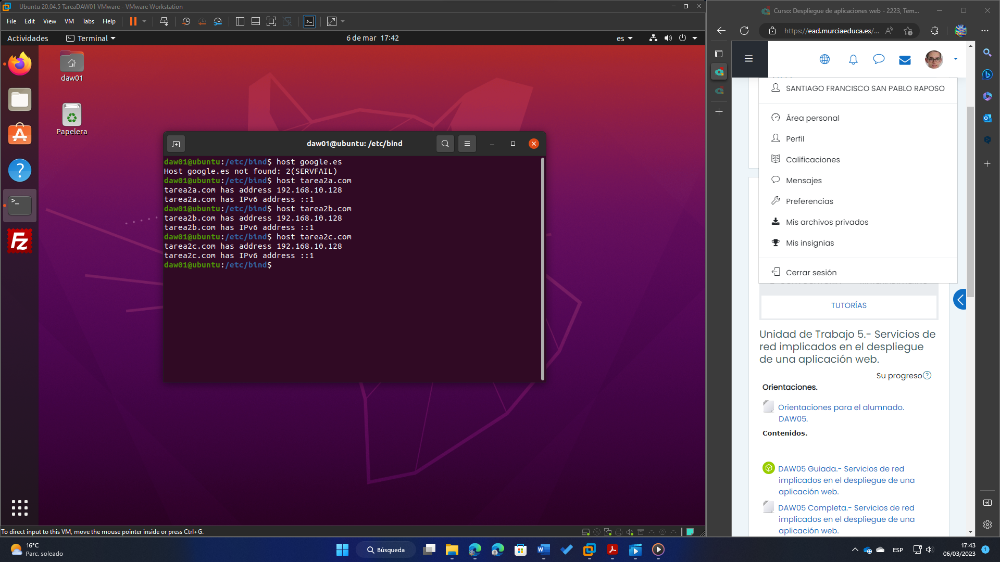 Ubuntu 20.04.5 TareaDAW01 VMware - VMware Workstation
File Edit View VM Tabs Help
Actividades
Terminal
6 de mar 17:42
es
daw01
Papelera
daw01@ubuntu: /etc/bind
daw01@ubuntu:/etc/bind$ host google.es
Host google.es not found: 2(SERVFAIL)
daw01@ubuntu:/etc/bind$ host tarea2a.com
tarea2a.com has address 192.168.10.128
tarea2a.com has IPv6 address ::1
daw01@ubuntu:/etc/bind$ host tarea2b.com
tarea2b.com has address 192.168.10.128
tarea2b.com has IPv6 address ::1
daw01@ubuntu:/etc/bind$ host tarea2c.com
tarea2c.com has address 192.168.10.128
tarea2c.com has IPv6 address ::1
daw01@ubuntu:/etc/bind$
To direct input to this VM, move the mouse pointer inside or press Ctrl+G.
Curso: Despliegue de aplicaciones web - 2223, Tem...
https://ead.murciaeduca.es/...
SANTIAGO FRANCISCO SAN PABLO RAPOSO
Área personal
Perfil
Calificaciones
Mensajes
Preferencias
Mis archivos privados
Mis insignias
Cerrar sesión
TUTORÍAS
Unidad de Trabajo 5.- Servicios de
red implicados en el despliegue
de una aplicación web.
Su progreso
Orientaciones.
Orientaciones para el alumnado.
DAW05.
Contenidos.
DAW05 Guiada.- Servicios de red
implicados en el despliegue de una
aplicación web.
DAW05 Completa.- Servicios de red
implicados en el despliegue de una
aplicación web.
16°C
Parc. soleado
Búsqueda
ESP
17:43
06/03/2023
1